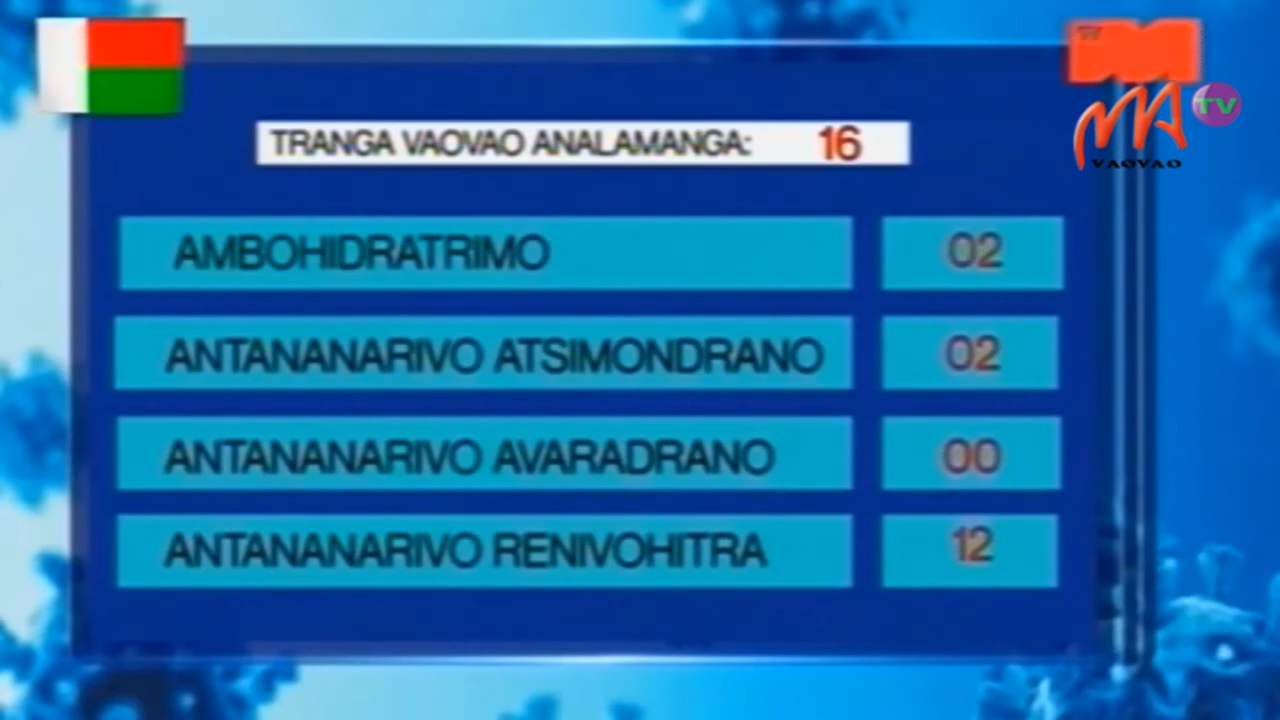 TRANGA VAOVAO ANALAMANGA: 16
AMBOHIDRATRIMO 02
ANTANANARIVO ATSIMONDRANO 02
ANTANANARIVO AVARADRANO 00
ANTANANARIVO RENIVOHITRA 12
MA TV
VAOVAO